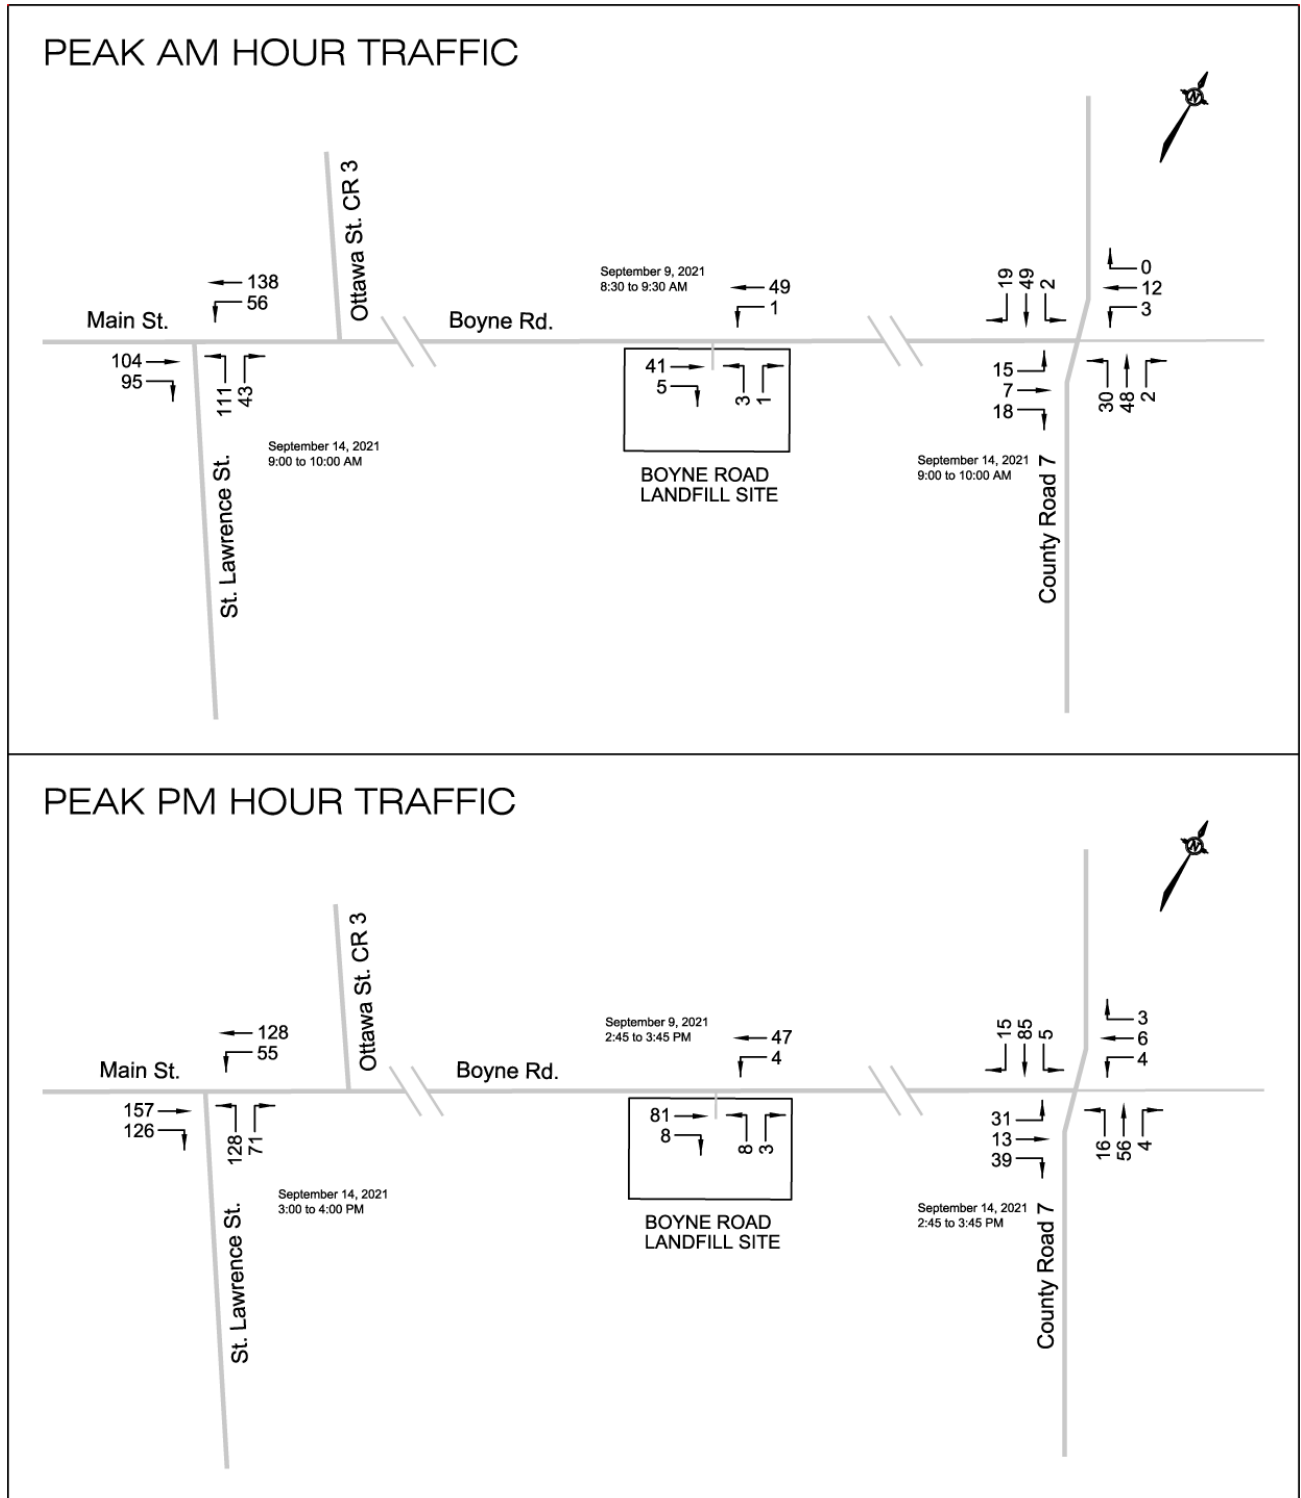 PEAK AM HOUR TRAFFIC
N
Ottawa St. CR 3
138
56
Main St.
104
95
111
43
September 14, 2021
9:00 to 10:00 AM
St. Lawrence St.
Boyne Rd.
September 9, 2021
8:30 to 9:30 AM
49
1
41
5
3
1
BOYNE ROAD
LANDFILL SITE
19
49
2
0
12
3
15
7
18
30
48
2
September 14, 2021
9:00 to 10:00 AM
County Road 7
PEAK PM HOUR TRAFFIC
N
Ottawa St. CR 3
128
55
Main St.
157
126
128
71
September 14, 2021
3:00 to 4:00 PM
St. Lawrence St.
Boyne Rd.
September 9, 2021
2:45 to 3:45 PM
47
4
81
8
8
3
BOYNE ROAD
LANDFILL SITE
15
85
5
3
6
4
31
13
39
16
56
4
September 14, 2021
2:45 to 3:45 PM
County Road 7